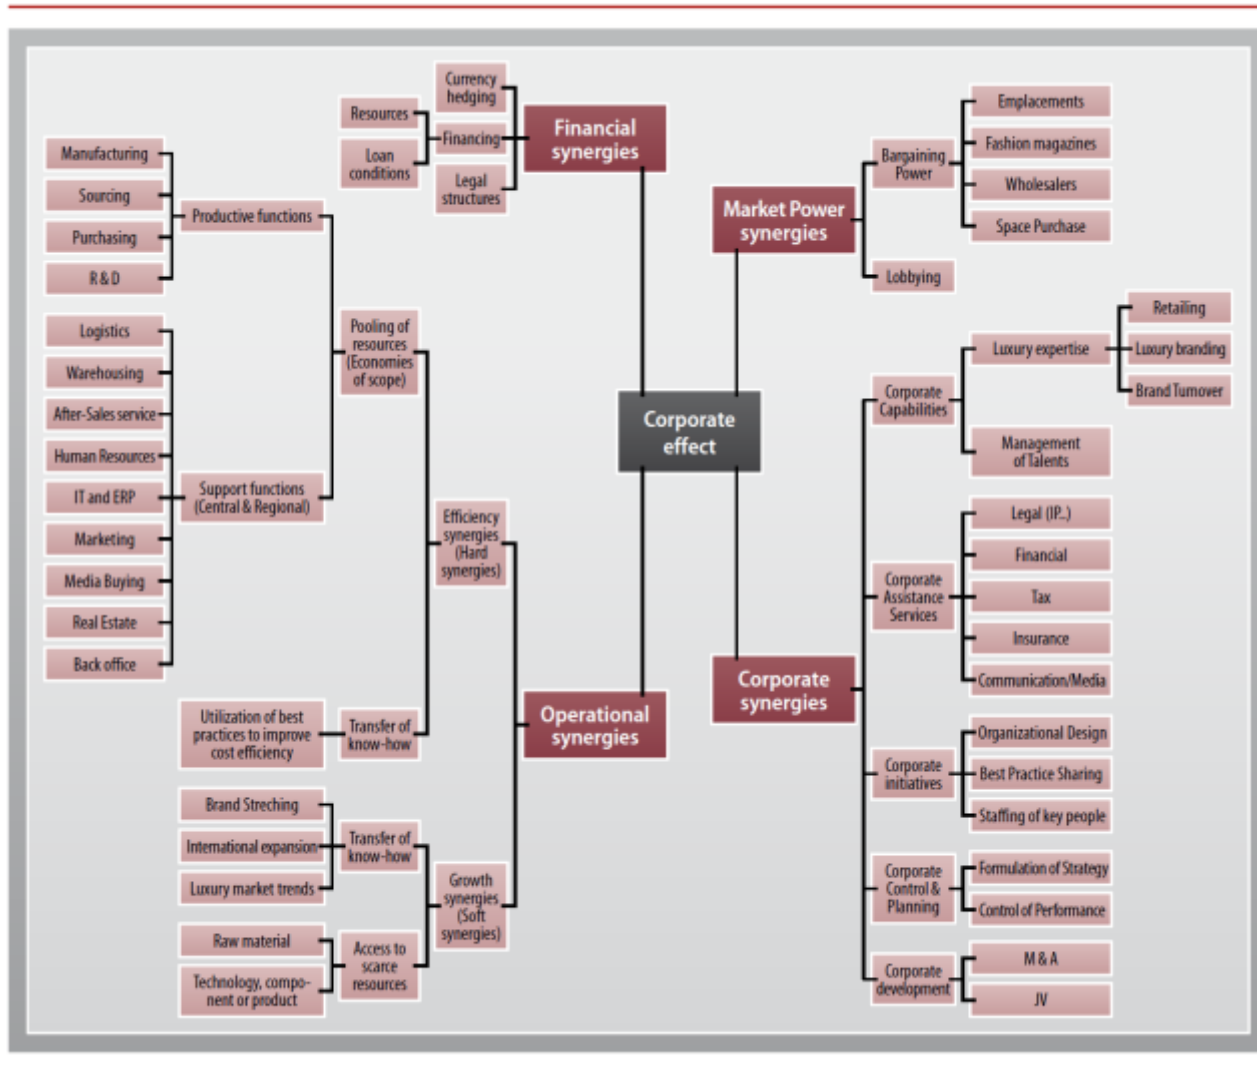 Currency
hedging
Resources
Financing
Loan
conditions
Legal
structures
Financial
synergies
Manufacturing
Sourcing
Purchasing
R & D
Productive functions
Logistics
Warehousing
After-Sales service
Human Resources
IT and ERP
Marketing
Media Buying
Real Estate
Back office
Support functions
(Central & Regional)
Pooling of
resources
(Economies
of scope)
Efficiency
synergies
(Hard
synergies)
Utilization of best
practices to improve
cost efficiency
Transfer of
know-how
Operational
synergies
Brand Streching
International expansion
Luxury market trends
Transfer of
know-how
Growth
synergies
(Soft
synergies)
Raw material
Technology, compo-
nent or product
Access to
scarce
resources
Corporate
effect
Market Power
synergies
Bargaining
Power
Emplacements
Fashion magazines
Wholesalers
Space Purchase
Lobbying
Corporate
synergies
Corporate
Capabilities
Luxury expertise
Retailing
Luxury branding
Brand Turnover
Management
of Talents
Corporate
Assistance
Services
Legal (IP...)
Financial
Tax
Insurance
Communication/Media
Corporate
initiatives
Organizational Design
Best Practice Sharing
Staffing of key people
Corporate
Control &
Planning
Formulation of Strategy
Control of Performance
Corporate
development
M & A
JV